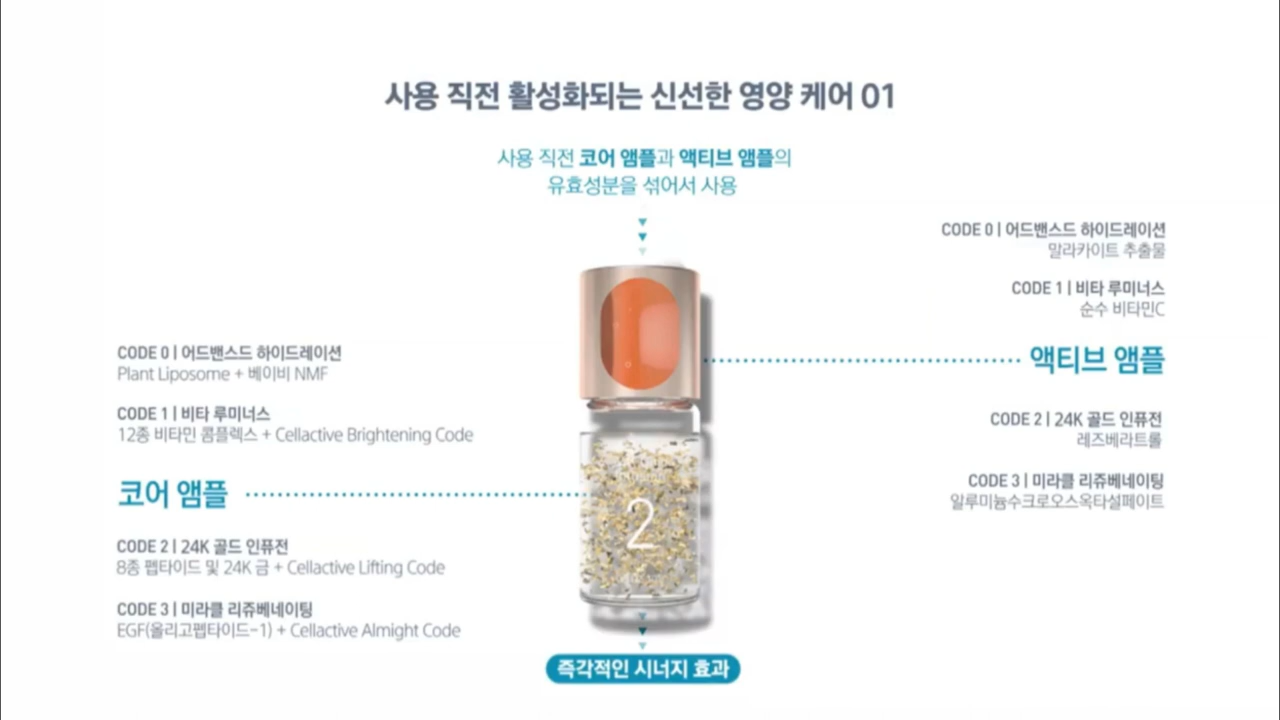 사용 직전 활성화되는 신선한 영양 케어 01
사용 직전 코어 앰플과 액티브 앰플의
유효성분을 섞어서 사용
CODE 0 | 어드밴스드 하이드레이션
말라카이트 추출물
CODE 1 | 비타 루미너스
순수 비타민C
액티브 앰플
CODE 2 | 24K 골드 인퓨전
레즈베라트롤
CODE 3 | 미라클 리쥬베네이팅
알루미늄수크로오스옥타설페이트
CODE 0 | 어드밴스드 하이드레이션
Plant Liposome + 베이비 NMF
CODE 1 | 비타 루미너스
12종 비타민 콤플렉스 + Cellactive Brightening Code
코어 앰플
CODE 2 | 24K 골드 인퓨전
8종 펩타이드 및 24K 금 + Cellactive Lifting Code
CODE 3 | 미라클 리쥬베네이팅
EGF(올리고펩타이드-1) + Cellactive Almight Code
2
즉각적인 시너지 효과